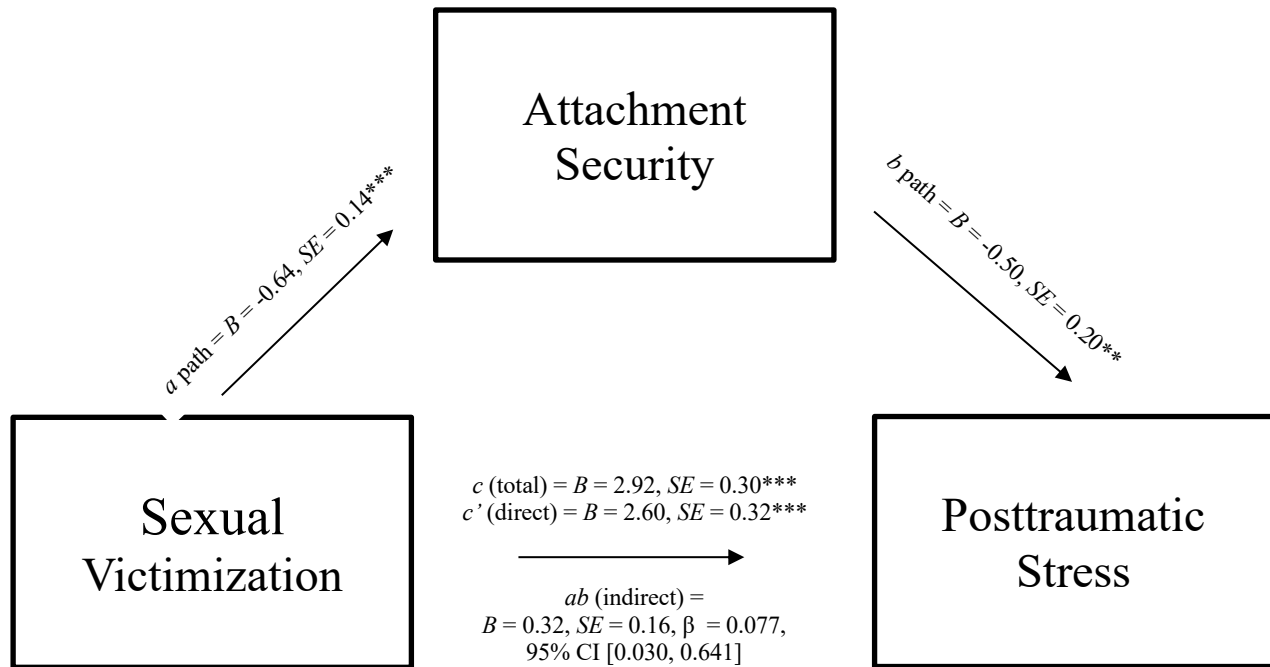 Attachment
Security
a path = B = -0.64, SE = 0.14***
b path = B = -0.50, SE = 0.20**
Sexual
Victimization
c (total) = B = 2.92, SE = 0.30***
c’ (direct) = B = 2.60, SE = 0.32***
ab (indirect) =
B = 0.32, SE = 0.16, β = 0.077,
95% CI [0.030, 0.641]
Posttraumatic
Stress